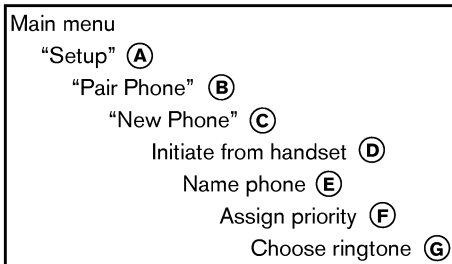 Main menu
“Setup” Ⓐ
“Pair Phone” Ⓑ
“New Phone” Ⓒ
Initiate from handset Ⓓ
Name phone Ⓔ
Assign priority Ⓕ
Choose ringtone Ⓖ